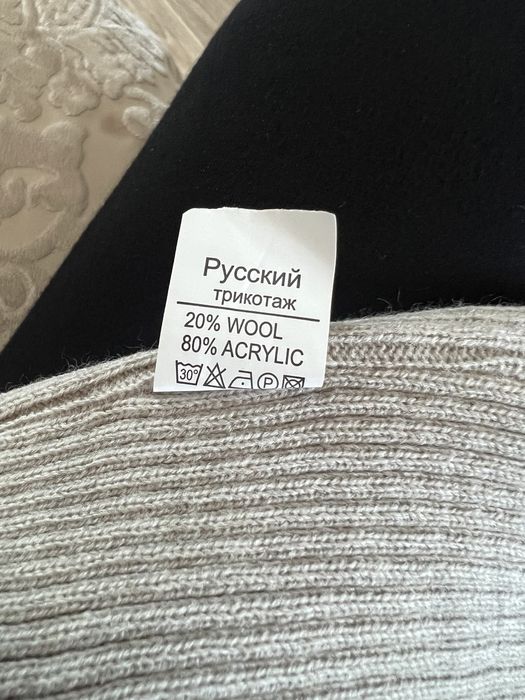 Русский
трикотаж
20% WOOL
80% ACRYLIC
30° P